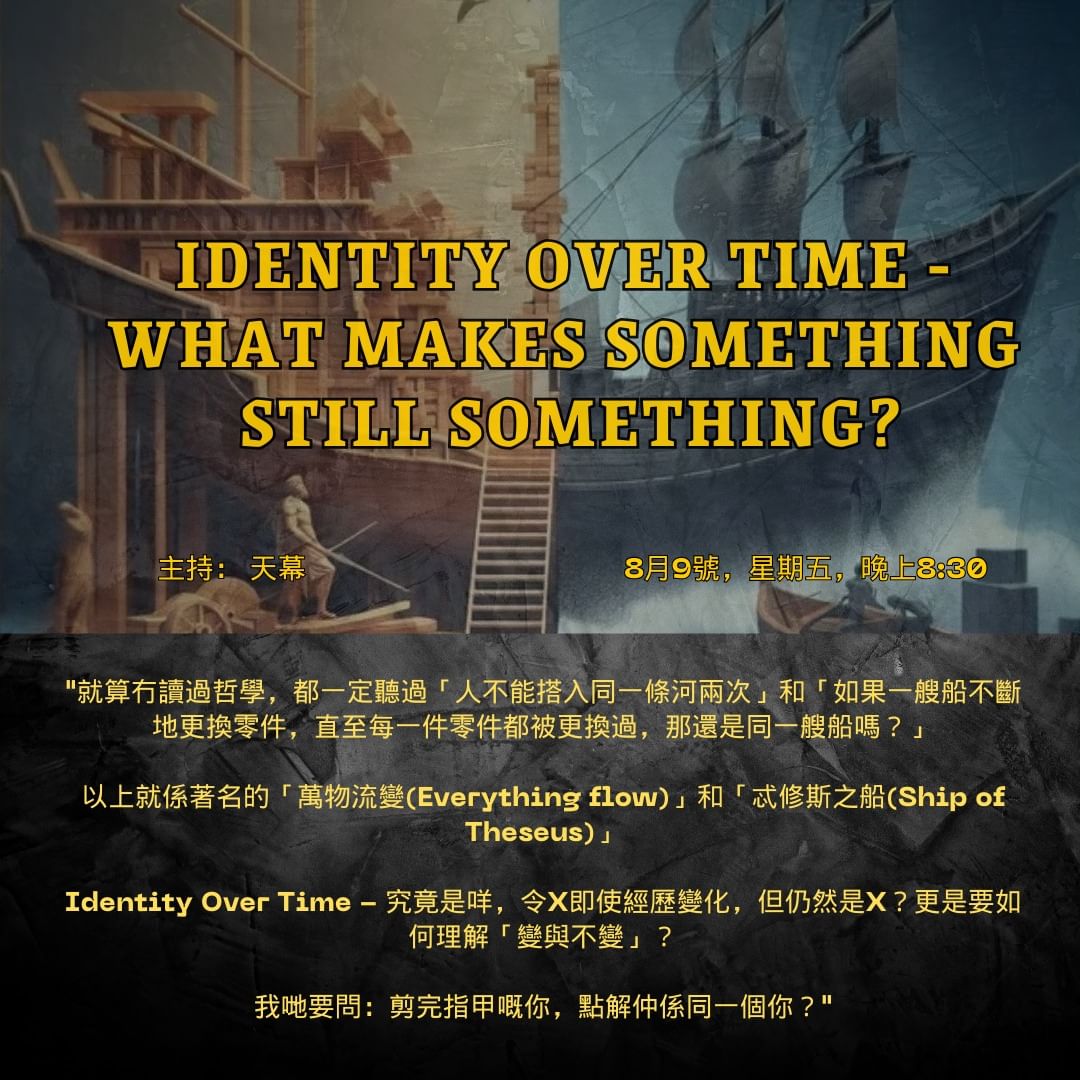 IDENTITY OVER TIME -
WHAT MAKES SOMETHING
STILL SOMETHING?
主持： 天幕
8月9號，星期五，晚上8:30
"就算冇讀過哲學，都一定聽過「人不能搭入同一條河兩次」和「如果一艘船不斷
地更換零件，直至每一件零件都被更換過，那還是同一艘船嗎？」
以上就係著名的「萬物流變(Everything flow)」和「忒修斯之船(Ship of
Theseus)」
Identity Over Time – 究竟是咩，令X即使經歷變化，但仍然是X？更是要如
何理解「變與不變」？
我哋要問：剪完指甲嘅你，點解仲係同一個你？"